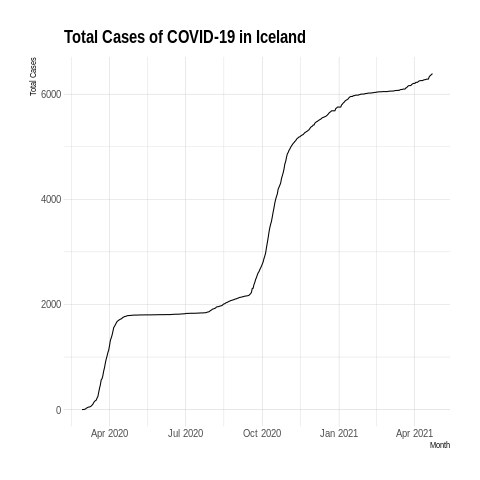 Total Cases of COVID-19 in Iceland
Total Cases
6000
4000
2000
0
Apr 2020
Jul 2020
Oct 2020
Jan 2021
Apr 2021
Month